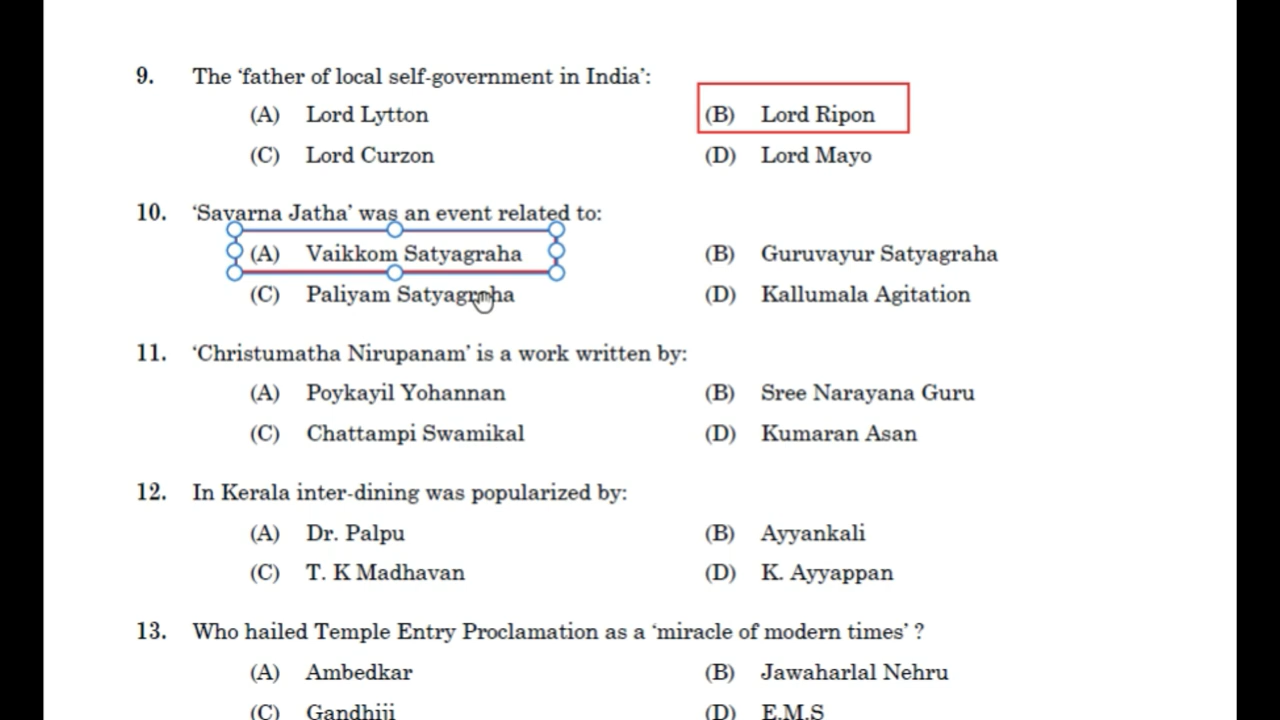 9. The ‘father of local self-government in India’:
(A) Lord Lytton (B) Lord Ripon
(C) Lord Curzon (D) Lord Mayo
10. ‘Savarna Jatha’ was an event related to:
(A) Vaikkom Satyagraha (B) Guruvayur Satyagraha
(C) Paliyam Satyagraha (D) Kallumala Agitation
11. ‘Christumatha Nirupanam’ is a work written by:
(A) Poykayil Yohannan (B) Sree Narayana Guru
(C) Chattampi Swamikal (D) Kumaran Asan
12. In Kerala inter-dining was popularized by:
(A) Dr. Palpu (B) Ayyankali
(C) T. K Madhavan (D) K. Ayyappan
13. Who hailed Temple Entry Proclamation as a ‘miracle of modern times’ ?
(A) Ambedkar (B) Jawaharlal Nehru
(C) Gandhiji (D) E.M.S